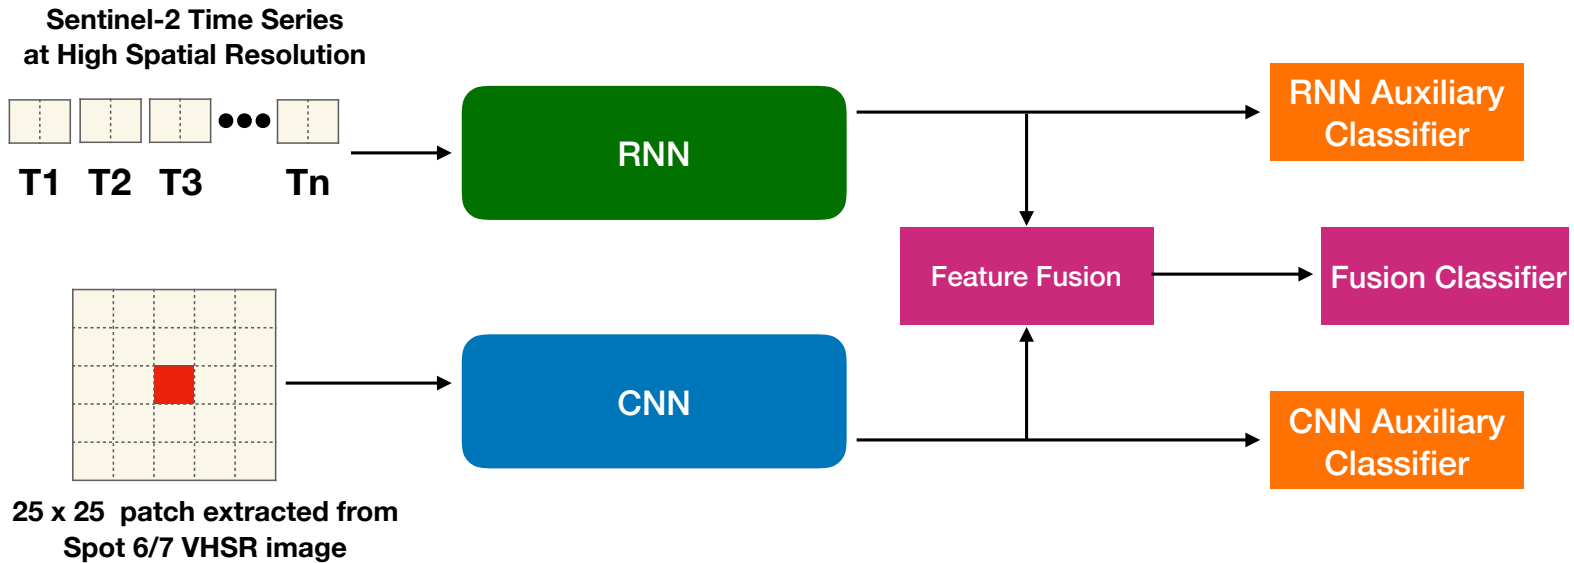 Sentinel-2 Time Series
at High Spatial Resolution
T1 T2 T3 Tn
RNN
RNN Auxiliary
Classifier
Feature Fusion
Fusion Classifier
CNN
CNN Auxiliary
Classifier
25 x 25 patch extracted from
Spot 6/7 VHSR image